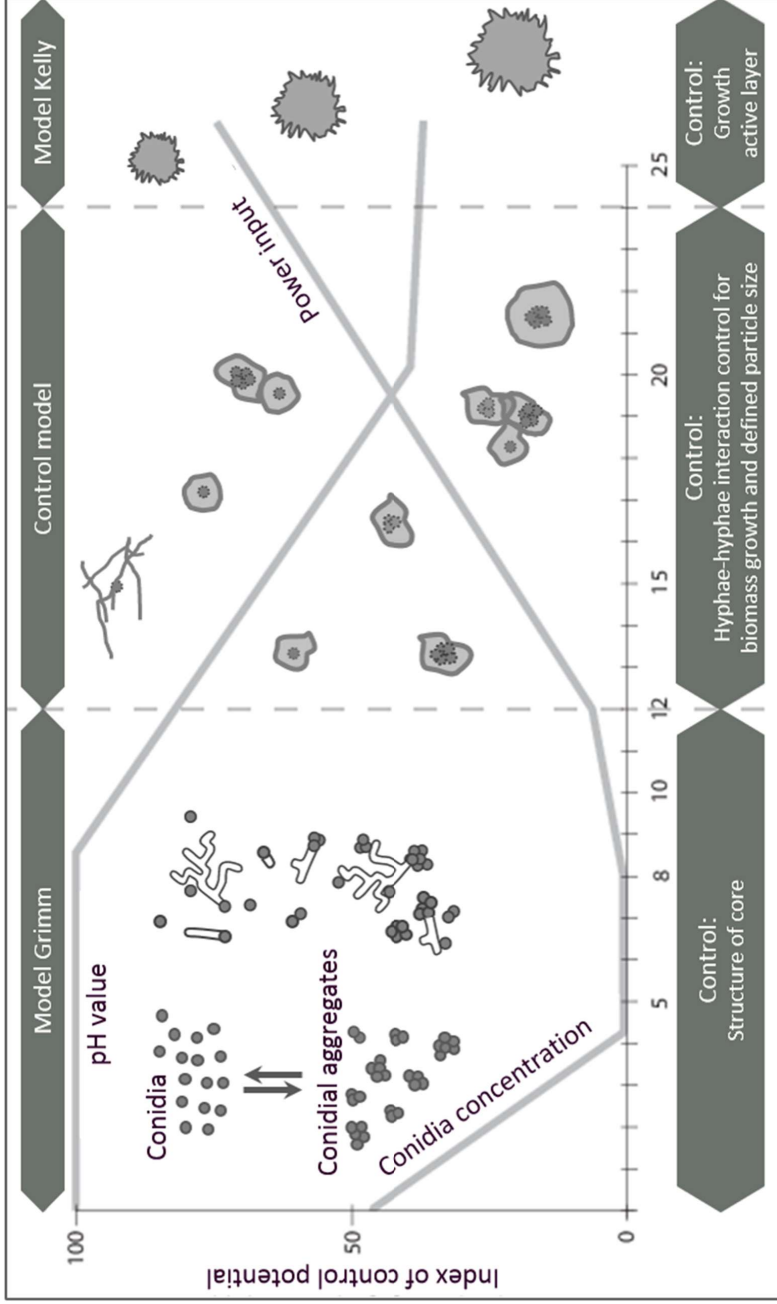 Model Grimm
Control model
Model Kelly
100
50
0
Index of control potential
pH value
Conidia
Conidial aggregates
Conidia concentration
Power input
5
8
10
12
15
20
25
Control:
Structure of core
Control:
Hyphae-hyphae interaction control for
biomass growth and defined particle size
Control:
Growth
active layer